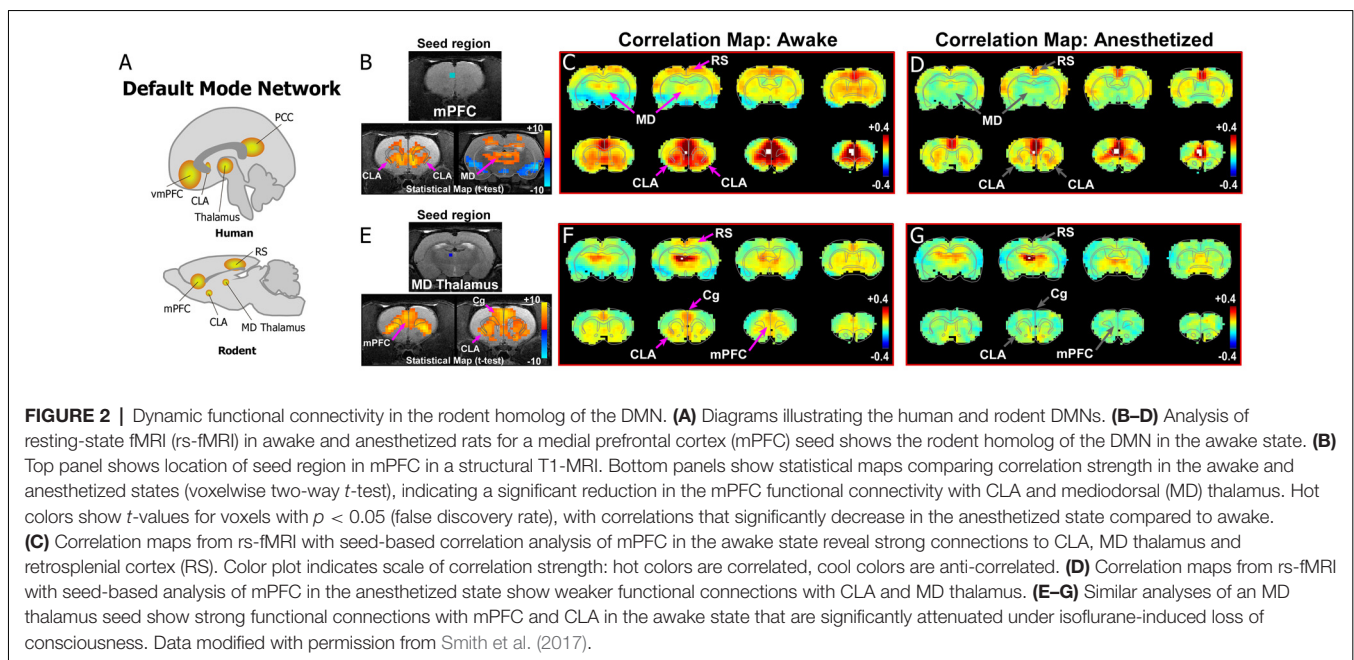 A
Default Mode Network
PCC
vmPFC
CLA
Thalamus
Human
RS
mPFC
CLA
MD Thalamus
Rodent
B
Seed region
mPFC
+10
CLA
CLA
MD
-10
Statistical Map (t-test)
Correlation Map: Awake
C
RS
MD
+0.4
CLA
CLA
-0.4
Correlation Map: Anesthetized
D
RS
MD
+0.4
CLA
CLA
-0.4
E
Seed region
MD Thalamus
Cg
+10
mPFC
CLA
-10
Statistical Map (t-test)
F
RS
Cg
+0.4
CLA
mPFC
-0.4
G
RS
Cg
+0.4
CLA
mPFC
-0.4
FIGURE 2 | Dynamic functional connectivity in the rodent homolog of the DMN. (A) Diagrams illustrating the human and rodent DMNs. (B–D) Analysis of
resting-state fMRI (rs-fMRI) in awake and anesthetized rats for a medial prefrontal cortex (mPFC) seed shows the rodent homolog of the DMN in the awake state. (B)
Top panel shows location of seed region in mPFC in a structural T1-MRI. Bottom panels show statistical maps comparing correlation strength in the awake and
anesthetized states (voxelwise two-way t-test), indicating a significant reduction in the mPFC functional connectivity with CLA and mediodorsal (MD) thalamus. Hot
colors show t-values for voxels with p < 0.05 (false discovery rate), with correlations that significantly decrease in the anesthetized state compared to awake.
(C) Correlation maps from rs-fMRI with seed-based correlation analysis of mPFC in the awake state reveal strong connections to CLA, MD thalamus and
retrosplenial cortex (RS). Color plot indicates scale of correlation strength: hot colors are correlated, cool colors are anti-correlated. (D) Correlation maps from rs-fMRI
with seed-based analysis of mPFC in the anesthetized state show weaker functional connections with CLA and MD thalamus. (E–G) Similar analyses of an MD
thalamus seed show strong functional connections with mPFC and CLA in the awake state that are significantly attenuated under isoflurane-induced loss of
consciousness. Data modified with permission from Smith et al. (2017).